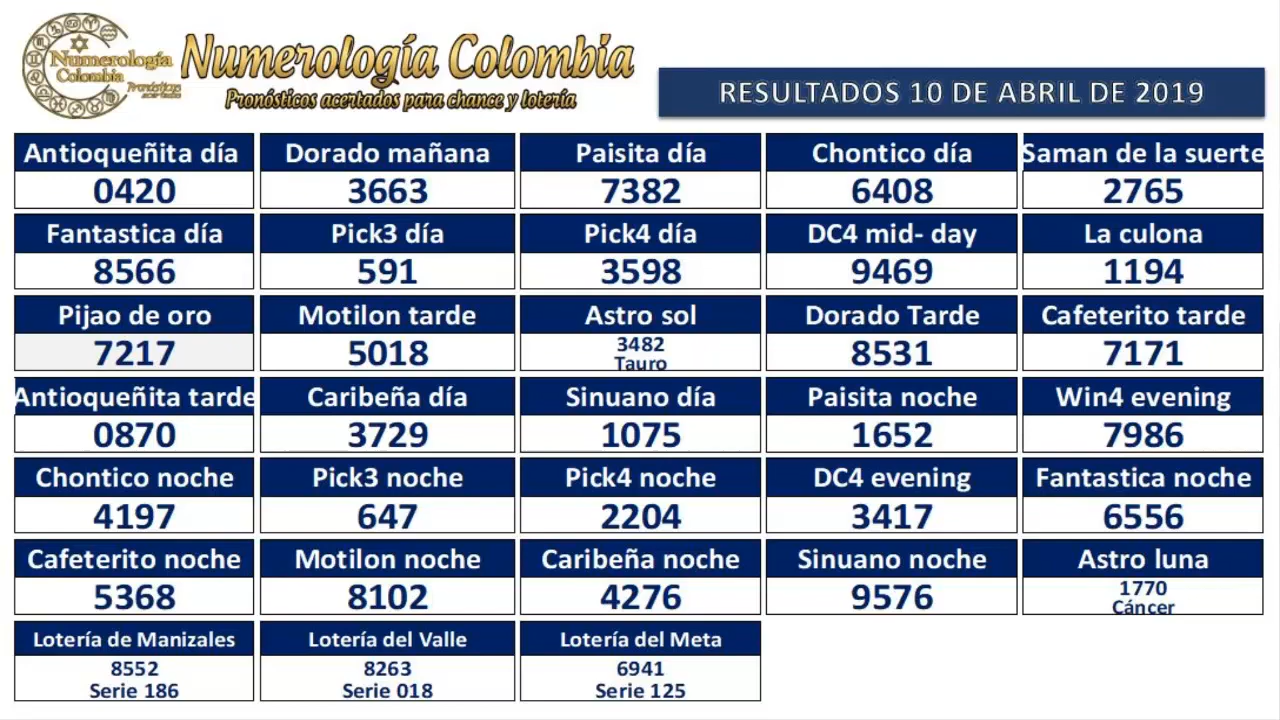 Numerología
Colombia
Pronósticos
Numerología Colombia
Pronósticos acertados para chance y lotería
RESULTADOS 10 DE ABRIL DE 2019
Antioqueñita día Dorado mañana Paisita día Chontico día Saman de la suerte
0420 3663 7382 6408 2765
Fantastica día Pick3 día Pick4 día DC4 mid- day La culona
8566 591 3598 9469 1194
Pijao de oro Motilon tarde Astro sol Dorado Tarde Cafeterito tarde
7217 5018 3482 8531 7171
Tauro
Antioqueñita tarde Caribeña día Sinuano día Paisita noche Win4 evening
0870 3729 1075 1652 7986
Chontico noche Pick3 noche Pick4 noche DC4 evening Fantastica noche
4197 647 2204 3417 6556
Cafeterito noche Motilon noche Caribeña noche Sinuano noche Astro luna
5368 8102 4276 9576 1770
Cáncer
Lotería de Manizales Lotería del Valle Lotería del Meta
8552 8263 6941
Serie 186 Serie 018 Serie 125